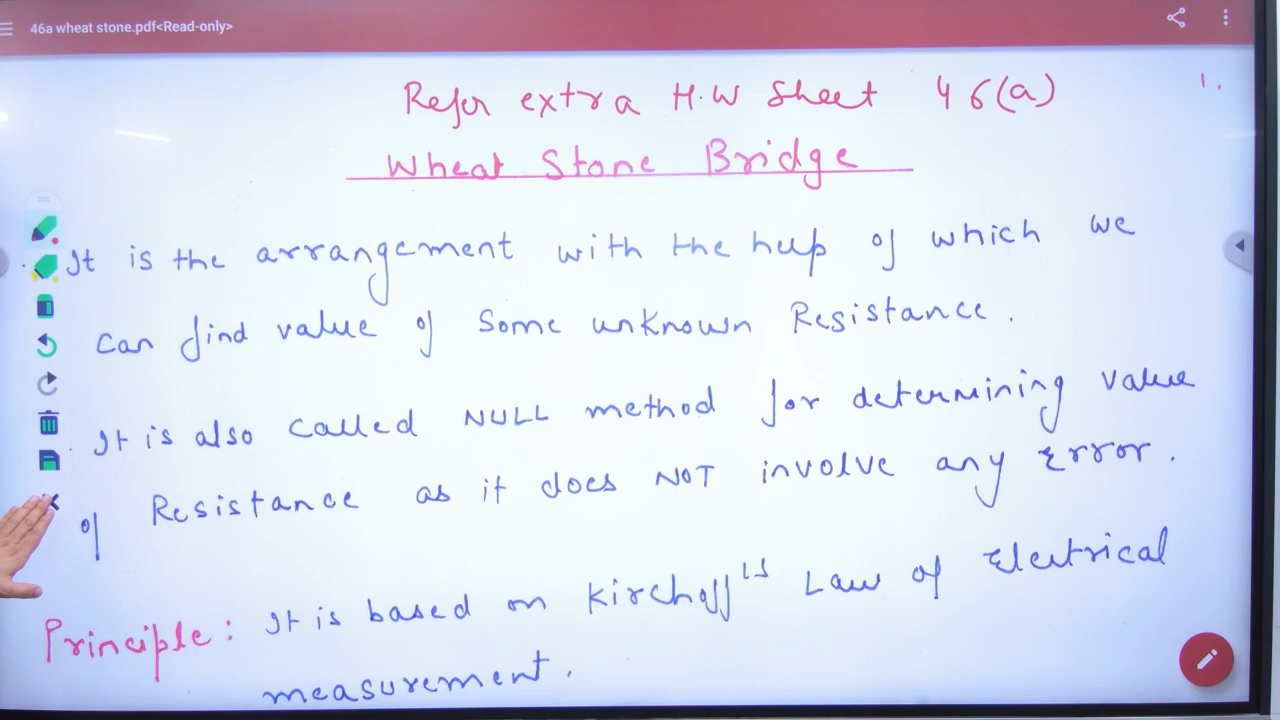 46a wheat stone.pdf<Read-only>
Refer extra H.W Sheet 46(a)
1.
Wheat Stone Bridge
. It is the arrangement with the help of which we
can find value of some unknown Resistance.
. It is also called NULL method for determining value
of Resistance as it does NOT involve any Error.
Principle: It is based on Kirchoff's Law of Electrical
measurement.